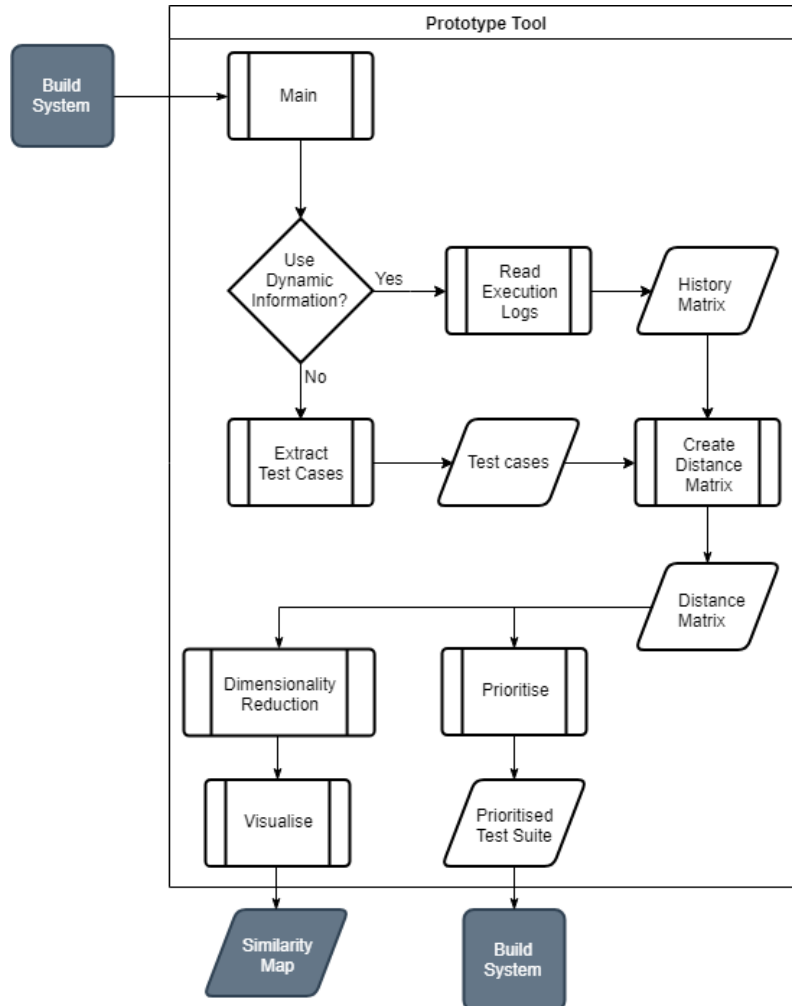 Prototype Tool
Build
System
Main
Use
Dynamic
Information?
Yes
Read
Execution
Logs
History
Matrix
No
Extract
Test Cases
Test cases
Create
Distance
Matrix
Distance
Matrix
Dimensionality
Reduction
Prioritise
Visualise
Prioritised
Test Suite
Similarity
Map
Build
System